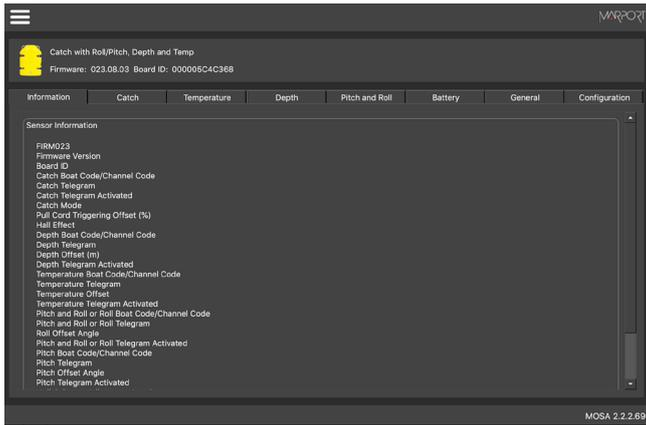 MARPORT
Catch with Roll/Pitch, Depth and Temp
Firmware: 023.08.03 Board ID: 000005C4C368
Information Catch Temperature Depth Pitch and Roll Battery General Configuration
Sensor Information
FIRM023
Firmware Version
Board ID
Catch Boat Code/Channel Code
Catch Telegram
Catch Telegram Activated
Catch Mode
Pull Cord Triggering Offset (%)
Hall Effect
Depth Boat Code/Channel Code
Depth Telegram
Depth Offset (m)
Depth Telegram Activated
Temperature Boat Code/Channel Code
Temperature Telegram
Temperature Offset
Temperature Telegram Activated
Pitch and Roll or Roll Boat Code/Channel Code
Pitch and Roll or Roll Telegram
Roll Offset Angle
Pitch and Roll or Roll Telegram Activated
Pitch Boat Code/Channel Code
Pitch Telegram
Pitch Offset Angle
Pitch Telegram Activated
MOSA 2.2.2.69